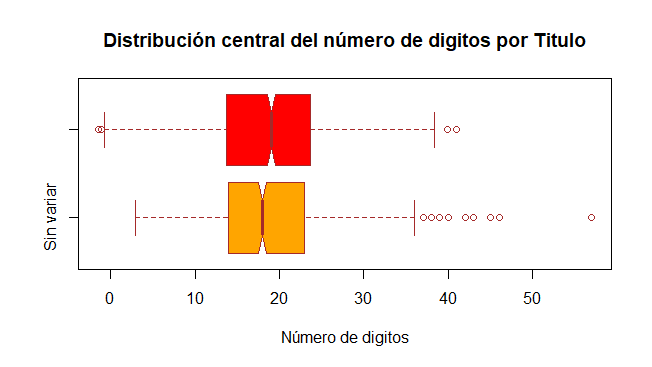 Distribución central del número de digitos por Titulo
Sin variar
0 10 20 30 40 50
Número de digitos